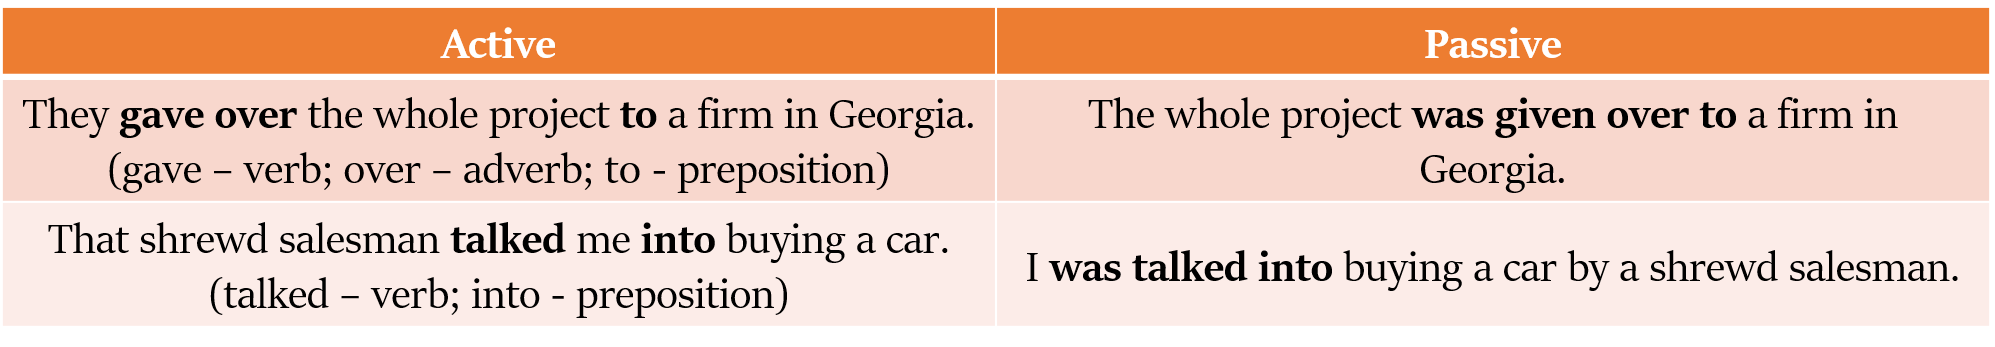 Active
Passive
They gave over the whole project to a firm in Georgia.
(gave – verb; over – adverb; to - preposition)
The whole project was given over to a firm in
Georgia.
That shrewd salesman talked me into buying a car.
(talked – verb; into - preposition)
I was talked into buying a car by a shrewd salesman.